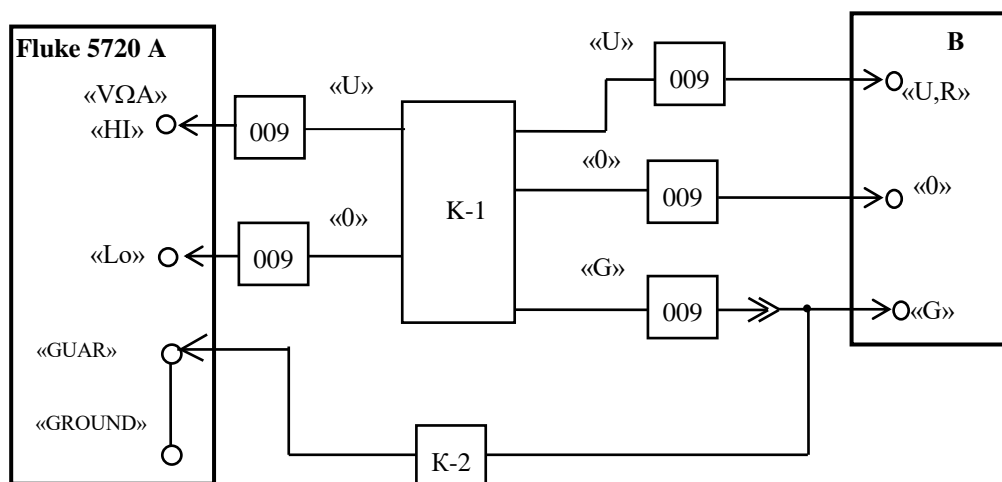 Fluke 5720 A
«VΩA»
«HI»
009
«U»
«Lo»
009
«0»
«GUAR»
«GROUND»
К-1
К-2
«U»
009
«0»
009
«G»
009
В
«U,R»
«0»
«G»